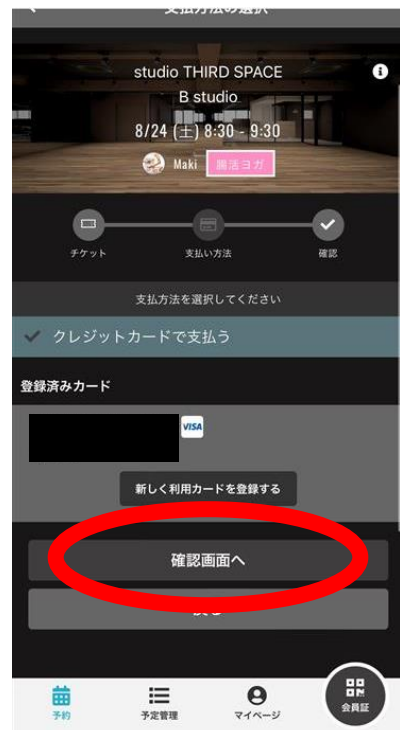 支払方法の選択
studio THIRD SPACE
B studio
8/24 (土) 8:30 - 9:30
Maki 腸活ヨガ
チケット 支払い方法 確認
支払方法を選択してください
クレジットカードで支払う
登録済みカード
VISA
新しく利用カードを登録する
確認画面へ
予約 予定管理 マイページ 会員証